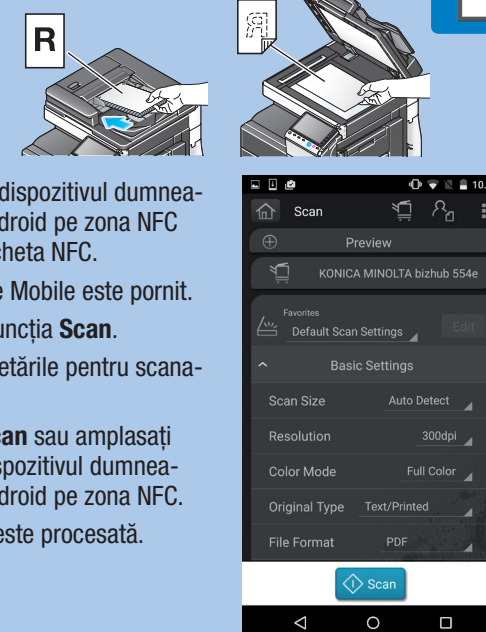 R
R
dispozitivul dumnea-
droid pe zona NFC
cheta NFC.
e Mobile este pornit.
uncția Scan.
etările pentru scana-
can sau amplasați
spozitivul dumnea-
droid pe zona NFC.
este procesată.
10.
Scan
Preview
KONICA MINOLTA bizhub 554e
Favorites
Default Scan Settings
Edit
Basic Settings
Scan Size Auto Detect
Resolution 300dpi
Color Mode Full Color
Original Type Text/Printed
File Format PDF
Scan